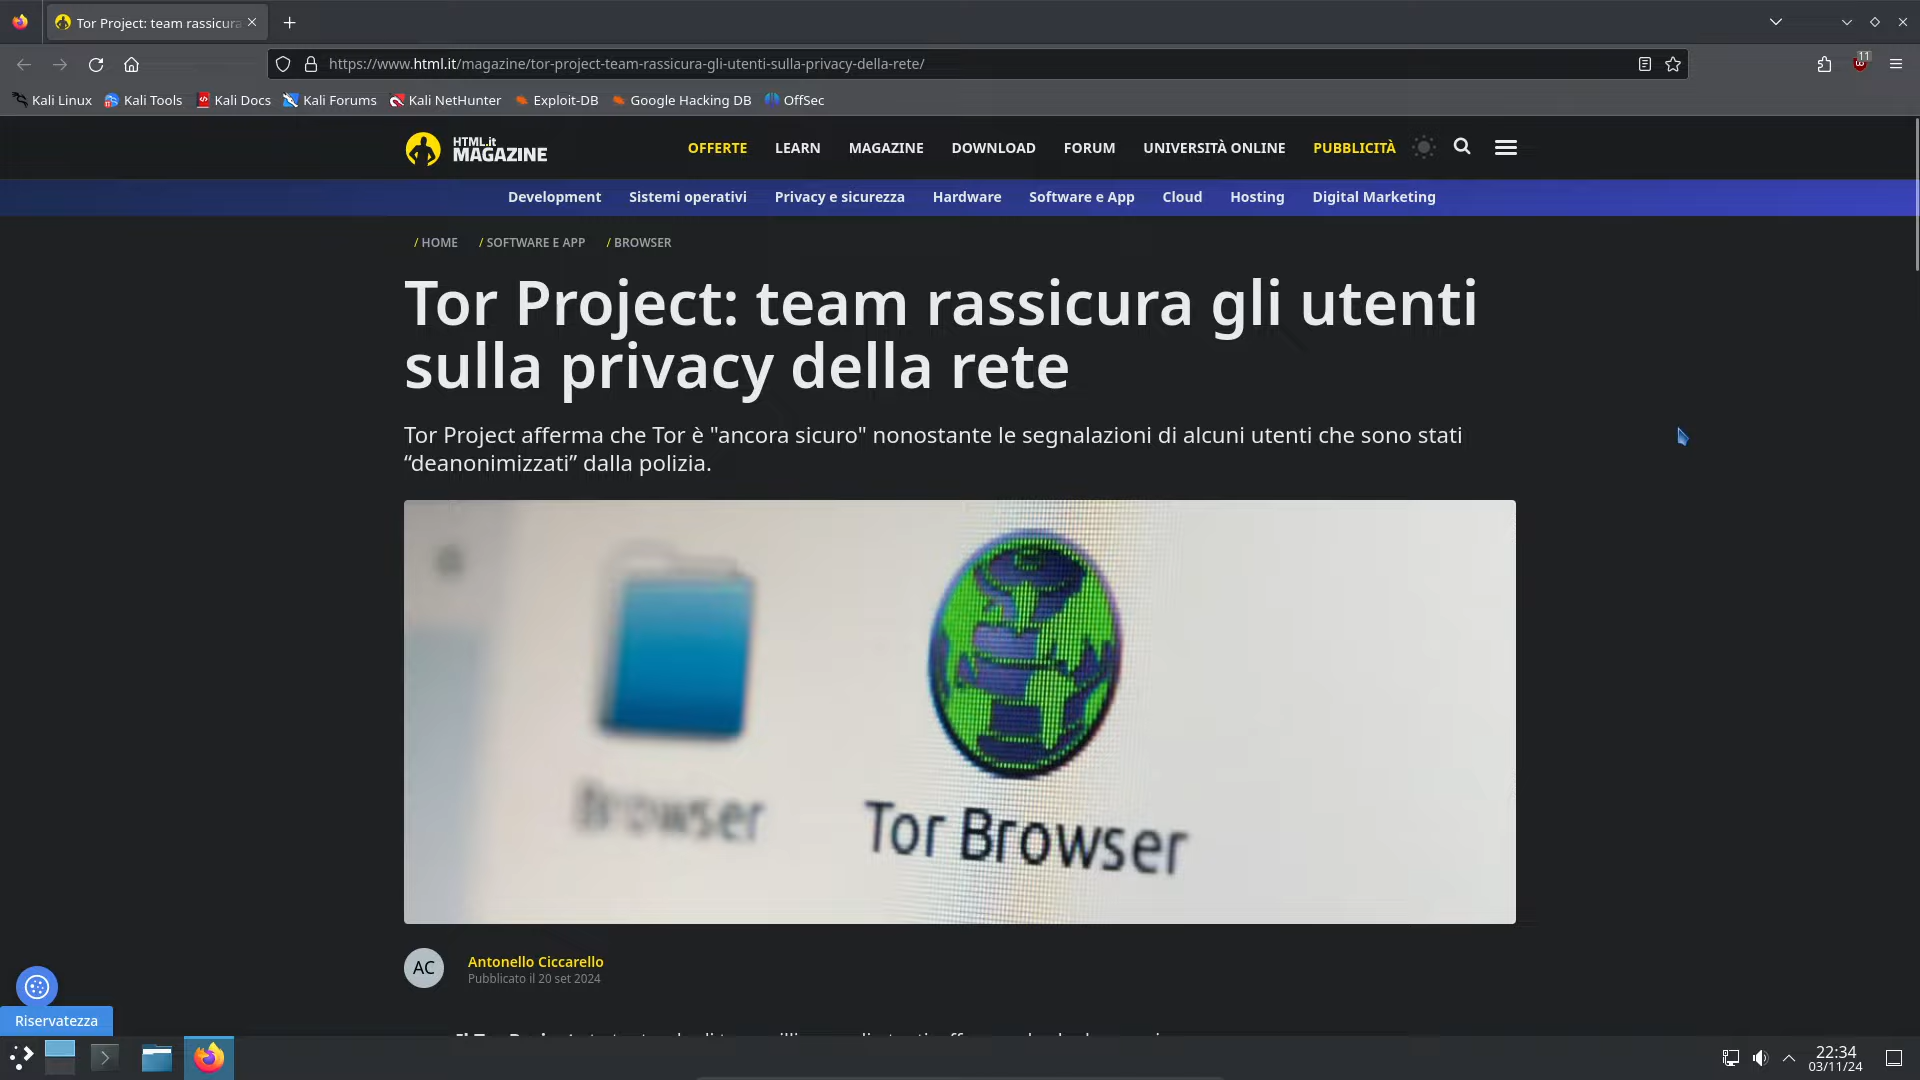 Tor Project: team rassicura
https://www.html.it/magazine/tor-project-team-rassicura-gli-utenti-sulla-privacy-della-rete/
11
Kali Linux
Kali Tools
Kali Docs
Kali Forums
Kali NetHunter
Exploit-DB
Google Hacking DB
OffSec
HTML.it
MAGAZINE
OFFERTE
LEARN
MAGAZINE
DOWNLOAD
FORUM
UNIVERSITÀ ONLINE
PUBBLICITÀ
Development
Sistemi operativi
Privacy e sicurezza
Hardware
Software e App
Cloud
Hosting
Digital Marketing
/ HOME / SOFTWARE E APP / BROWSER
Tor Project: team rassicura gli utenti
sulla privacy della rete
Tor Project afferma che Tor è "ancora sicuro" nonostante le segnalazioni di alcuni utenti che sono stati
“deanonimizzati” dalla polizia.
Browser
Tor Browser
AC
Antonello Ciccarello
Pubblicato il 20 set 2024
Riservatezza
22:34
03/11/24